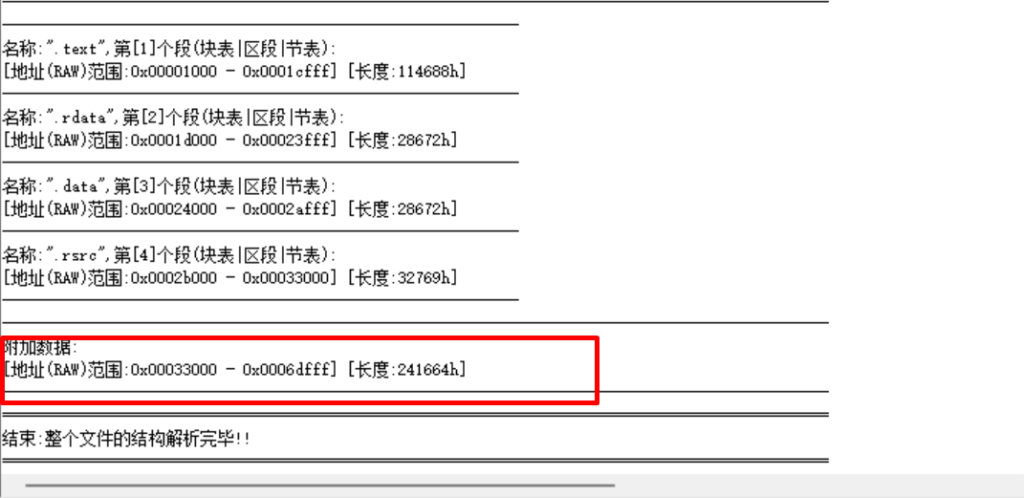 名称:".text",第[1]个段(块表|区段|节表):
[地址(RAW)范围:0x00001000 - 0x0001cfff] [长度:114688h]
名称:".rdata",第[2]个段(块表|区段|节表):
[地址(RAW)范围:0x0001d000 - 0x00023fff] [长度:28672h]
名称:".data",第[3]个段(块表|区段|节表):
[地址(RAW)范围:0x00024000 - 0x0002afff] [长度:28672h]
名称:".rsrc",第[4]个段(块表|区段|节表):
[地址(RAW)范围:0x0002b000 - 0x00033000] [长度:32769h]
附加数据:
[地址(RAW)范围:0x00033000 - 0x0006dfff] [长度:241664h]
结束:整个文件的结构解析完毕!!